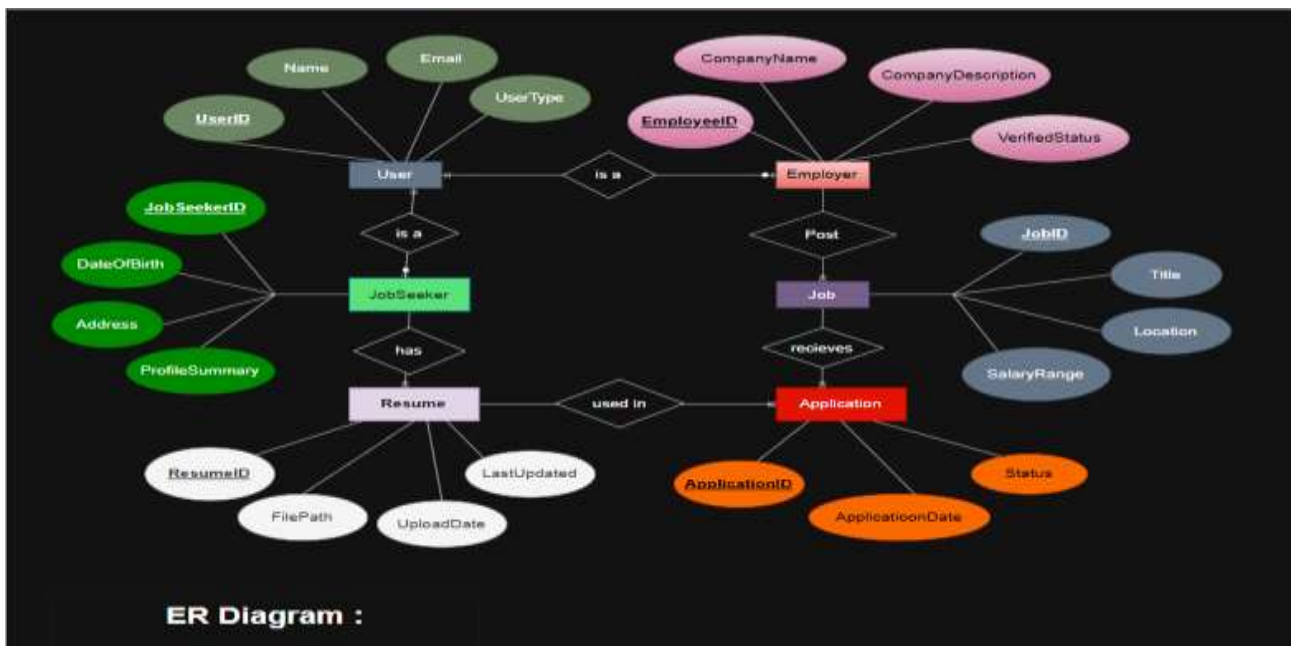 Name
Email
UserType
UserID
CompanyName
CompanyDescription
EmployeeID
VerifiedStatus
User
is a
Employer
JobSeekerID
is a
Post
JobID
DateOfBirth
Title
JobSeeker
Job
Address
Location
ProfileSummary
has
recieves
SalaryRange
Resume
used in
Application
ResumeID
LastUpdated
FilePath
UploadDate
ApplicationID
Status
ApplicatioonDate
ER Diagram :